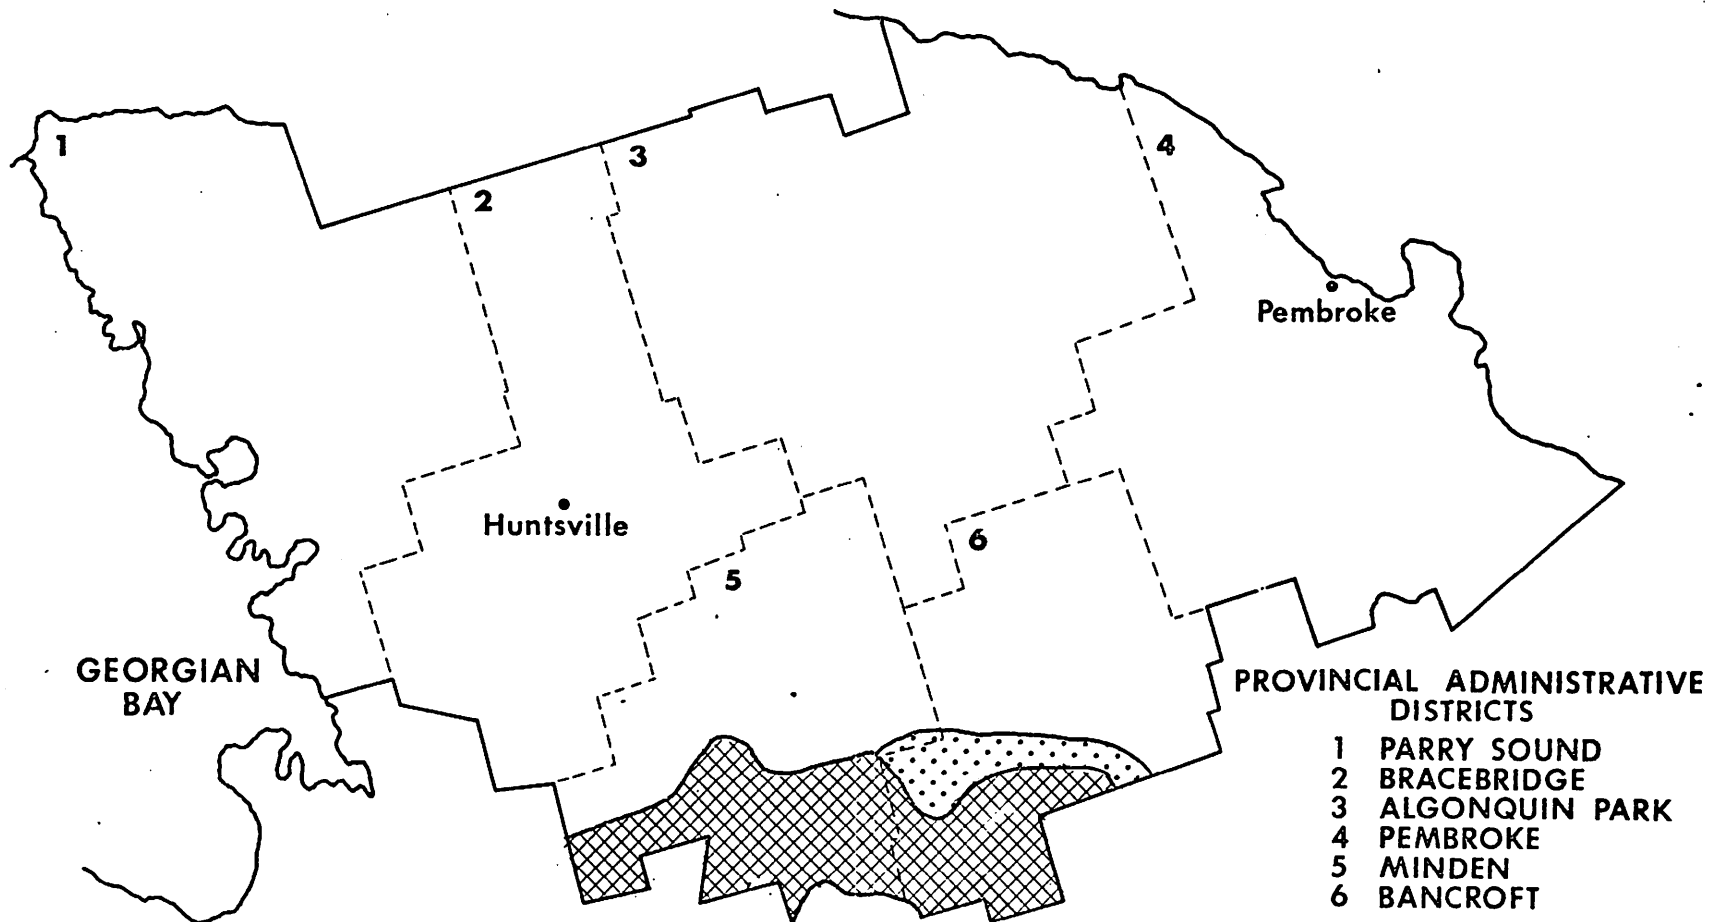 1
2
3
4
Pembroke
Huntsville
5
6
GEORGIAN
BAY
PROVINCIAL ADMINISTRATIVE
DISTRICTS
1 PARRY SOUND
2 BRACEBRIDGE
3 ALGONQUIN PARK
4 PEMBROKE
5 MINDEN
6 BANCROFT